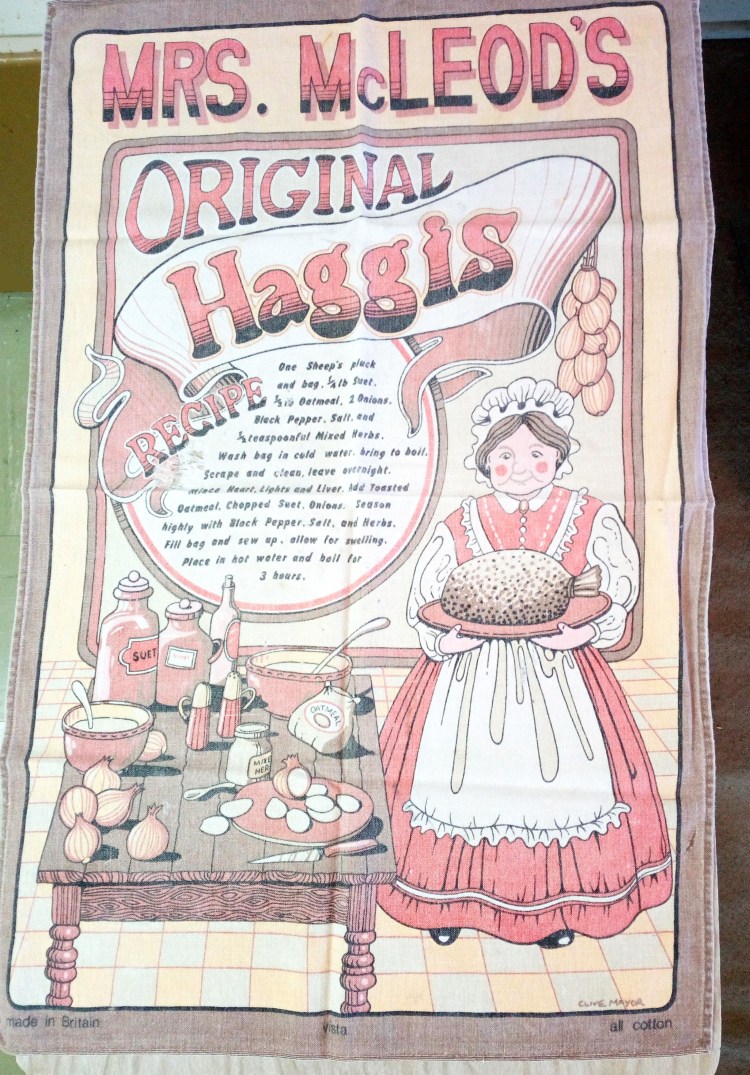 MRS. McLEOD'S
ORIGINAL
Haggis
RECIPE
One Sheep's pluck
and bag. ¼lb Suet.
½lb Oatmeal, 2 Onions.
Black Pepper, Salt, and
½teaspoonful Mixed Herbs.
Wash bag in cold water, bring to boil.
Scrape and clean, leave overnight.
Mince Heart, Lights and Liver. Add Toasted
Oatmeal, Chopped Suet, Onions. Season
highly with Black Pepper, Salt, and Herbs.
Fill bag and sew up, allow for swelling.
Place in hot water and boil for
3 hours.
SUET
OATMEAL
MIXED
HERBS
CLIVE MAYOR
made in Britain
Vista
all cotton